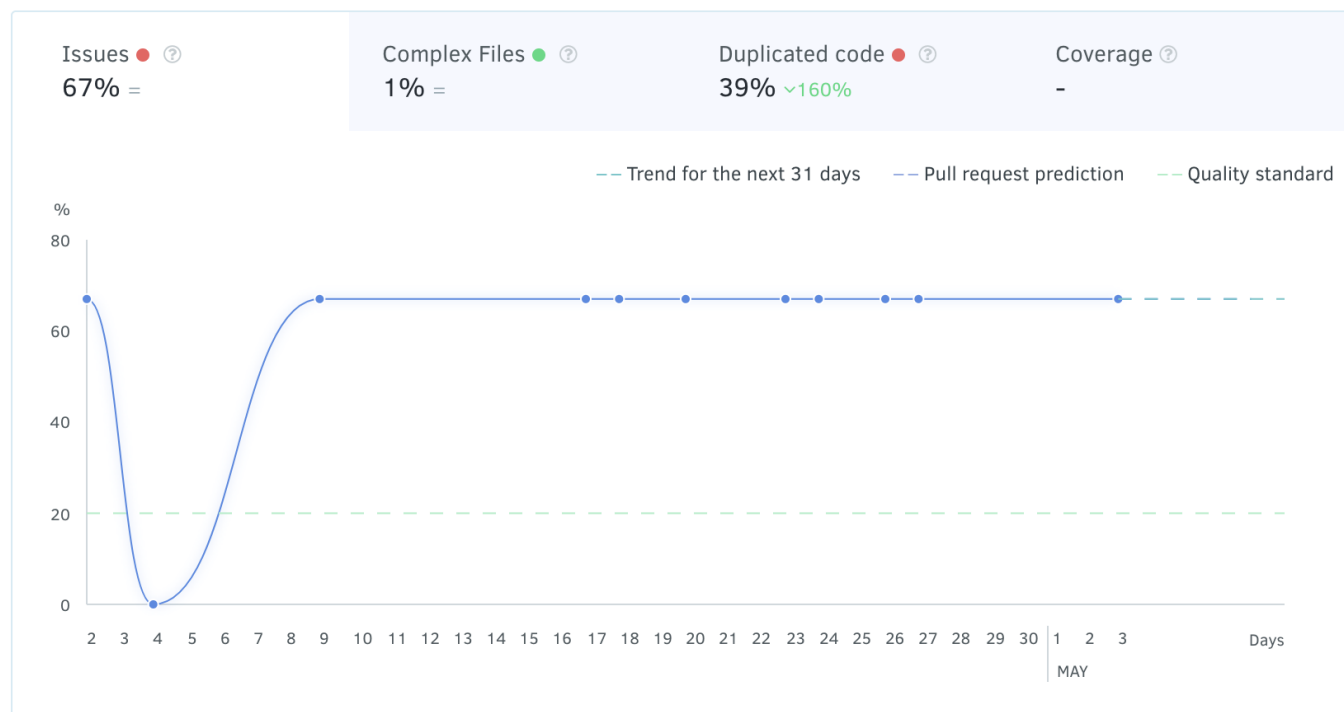 Issues ?
67% =
Complex Files ?
1% =
Duplicated code ?
39% 160%
Coverage ?
-
Trend for the next 31 days
Pull request prediction
Quality standard
%
80
60
40
20
0
2 3 4 5 6 7 8 9 10 11 12 13 14 15 16 17 18 19 20 21 22 23 24 25 26 27 28 29 30 1 2 3 Days
MAY